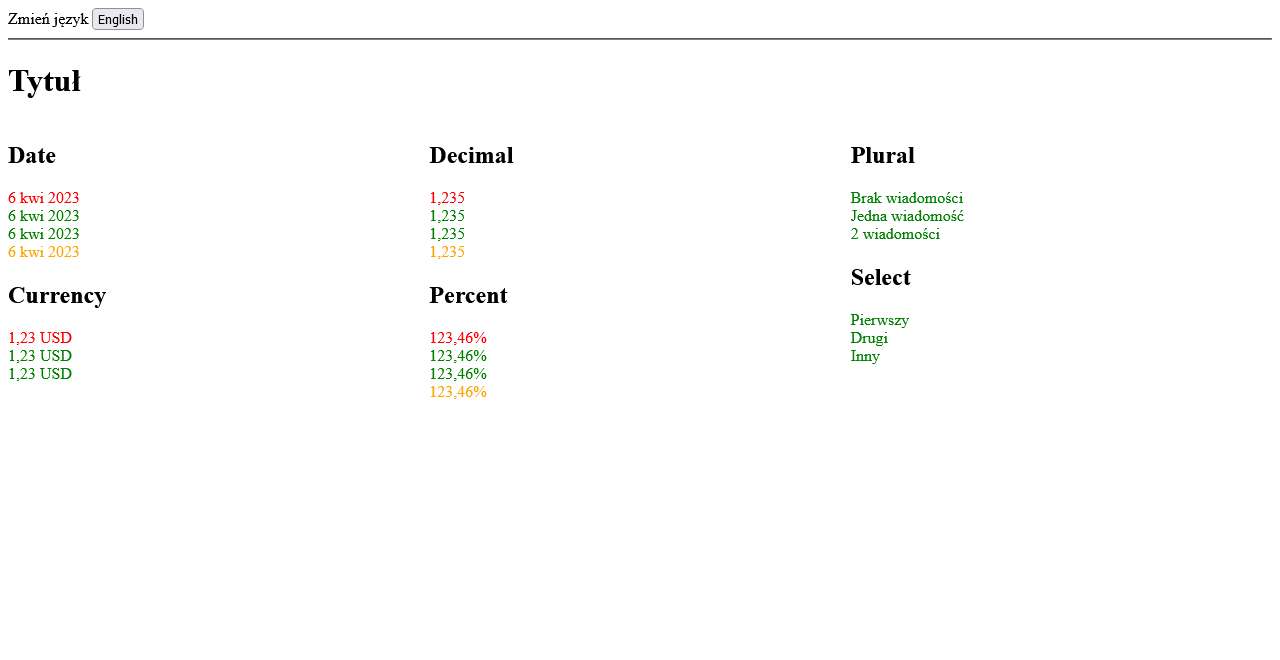 Zmień język English
Tytuł
Date
6 kwi 2023
6 kwi 2023
6 kwi 2023
6 kwi 2023
Currency
1,23 USD
1,23 USD
1,23 USD
Decimal
1,235
1,235
1,235
1,235
Percent
123,46%
123,46%
123,46%
123,46%
Plural
Brak wiadomości
Jedna wiadomość
2 wiadomości
Select
Pierwszy
Drugi
Inny